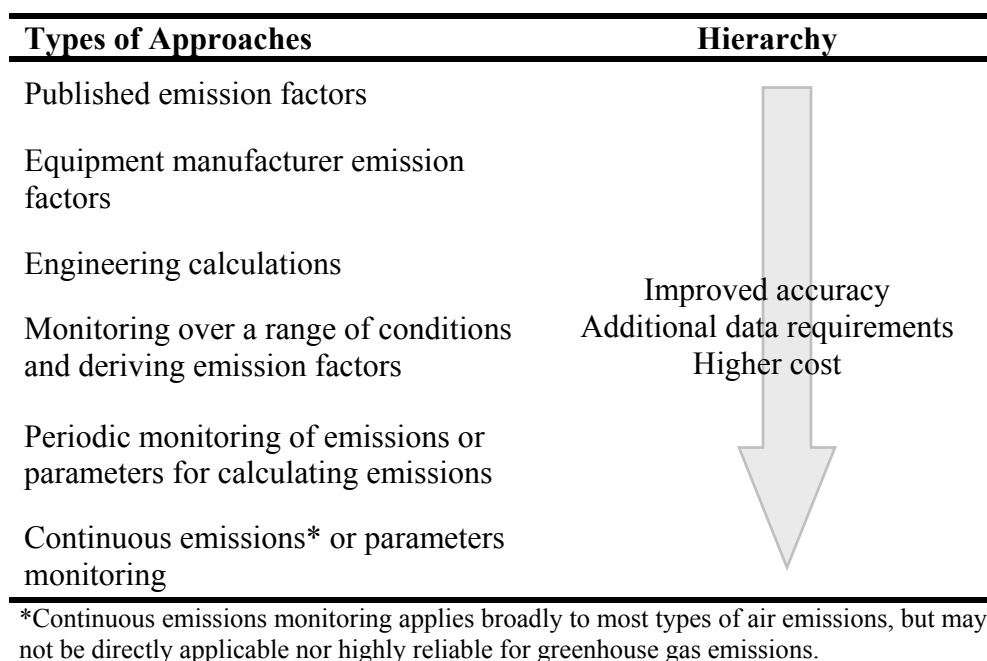 Types of Approaches Hierarchy
Published emission factors
Equipment manufacturer emission
factors
Engineering calculations
Monitoring over a range of conditions
and deriving emission factors
Periodic monitoring of emissions or
parameters for calculating emissions
Continuous emissions* or parameters
monitoring
Improved accuracy
Additional data requirements
Higher cost
*Continuous emissions monitoring applies broadly to most types of air emissions, but may
not be directly applicable nor highly reliable for greenhouse gas emissions.